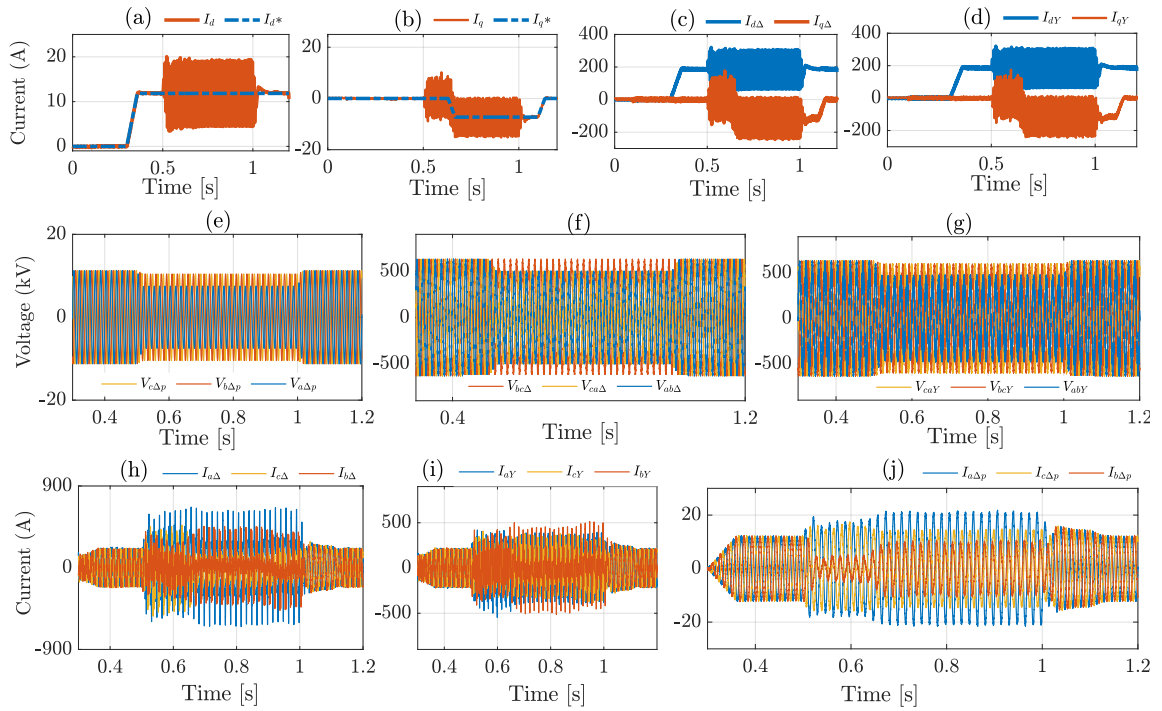 (a) I_d I_d* (b) I_q I_q* (c) I_dΔ I_qΔ (d) I_dY I_qY
Current (A)
20
10
0
0 0.5 1
Time [s]
20
0
-20
0 0.5 1
Time [s]
400
200
0
-200
0 0.5 1
Time [s]
400
200
0
-200
0 0.5 1
Time [s]
(e)
Voltage (kV)
20
0
-20
V_cΔp V_bΔp V_aΔp
0.4 0.6 0.8 1 1.2
Time [s]
(f)
500
0
-500
V_bcΔ V_caΔ V_abΔ
0.4 1.2
Time [s]
(g)
500
0
-500
V_caY V_bcY V_abY
0.4 0.6 0.8 1 1.2
Time [s]
(h) I_aΔ I_cΔ I_bΔ
Current (A)
900
0
-900
0.4 0.6 0.8 1 1.2
Time [s]
(i) I_aY I_cY I_bY
500
0
-500
0.4 0.6 0.8 1
Time [s]
(j) I_aΔp I_cΔp I_bΔp
20
0
-20
0.4 0.6 0.8 1 1.2
Time [s]